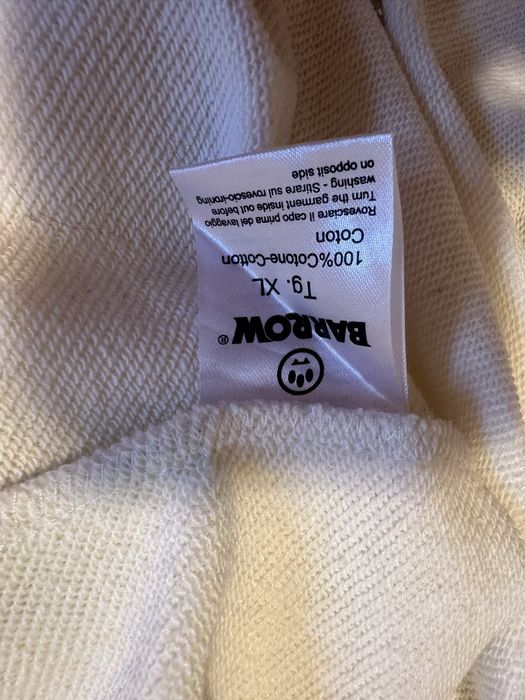 BARROW®
Tg. XL
100%Cotone-Cotton
Coton
Rovesciare il capo prima del lavaggio
Turn the garment inside out before
washing - Stirare sul rovescio-Ironing
on opposit side